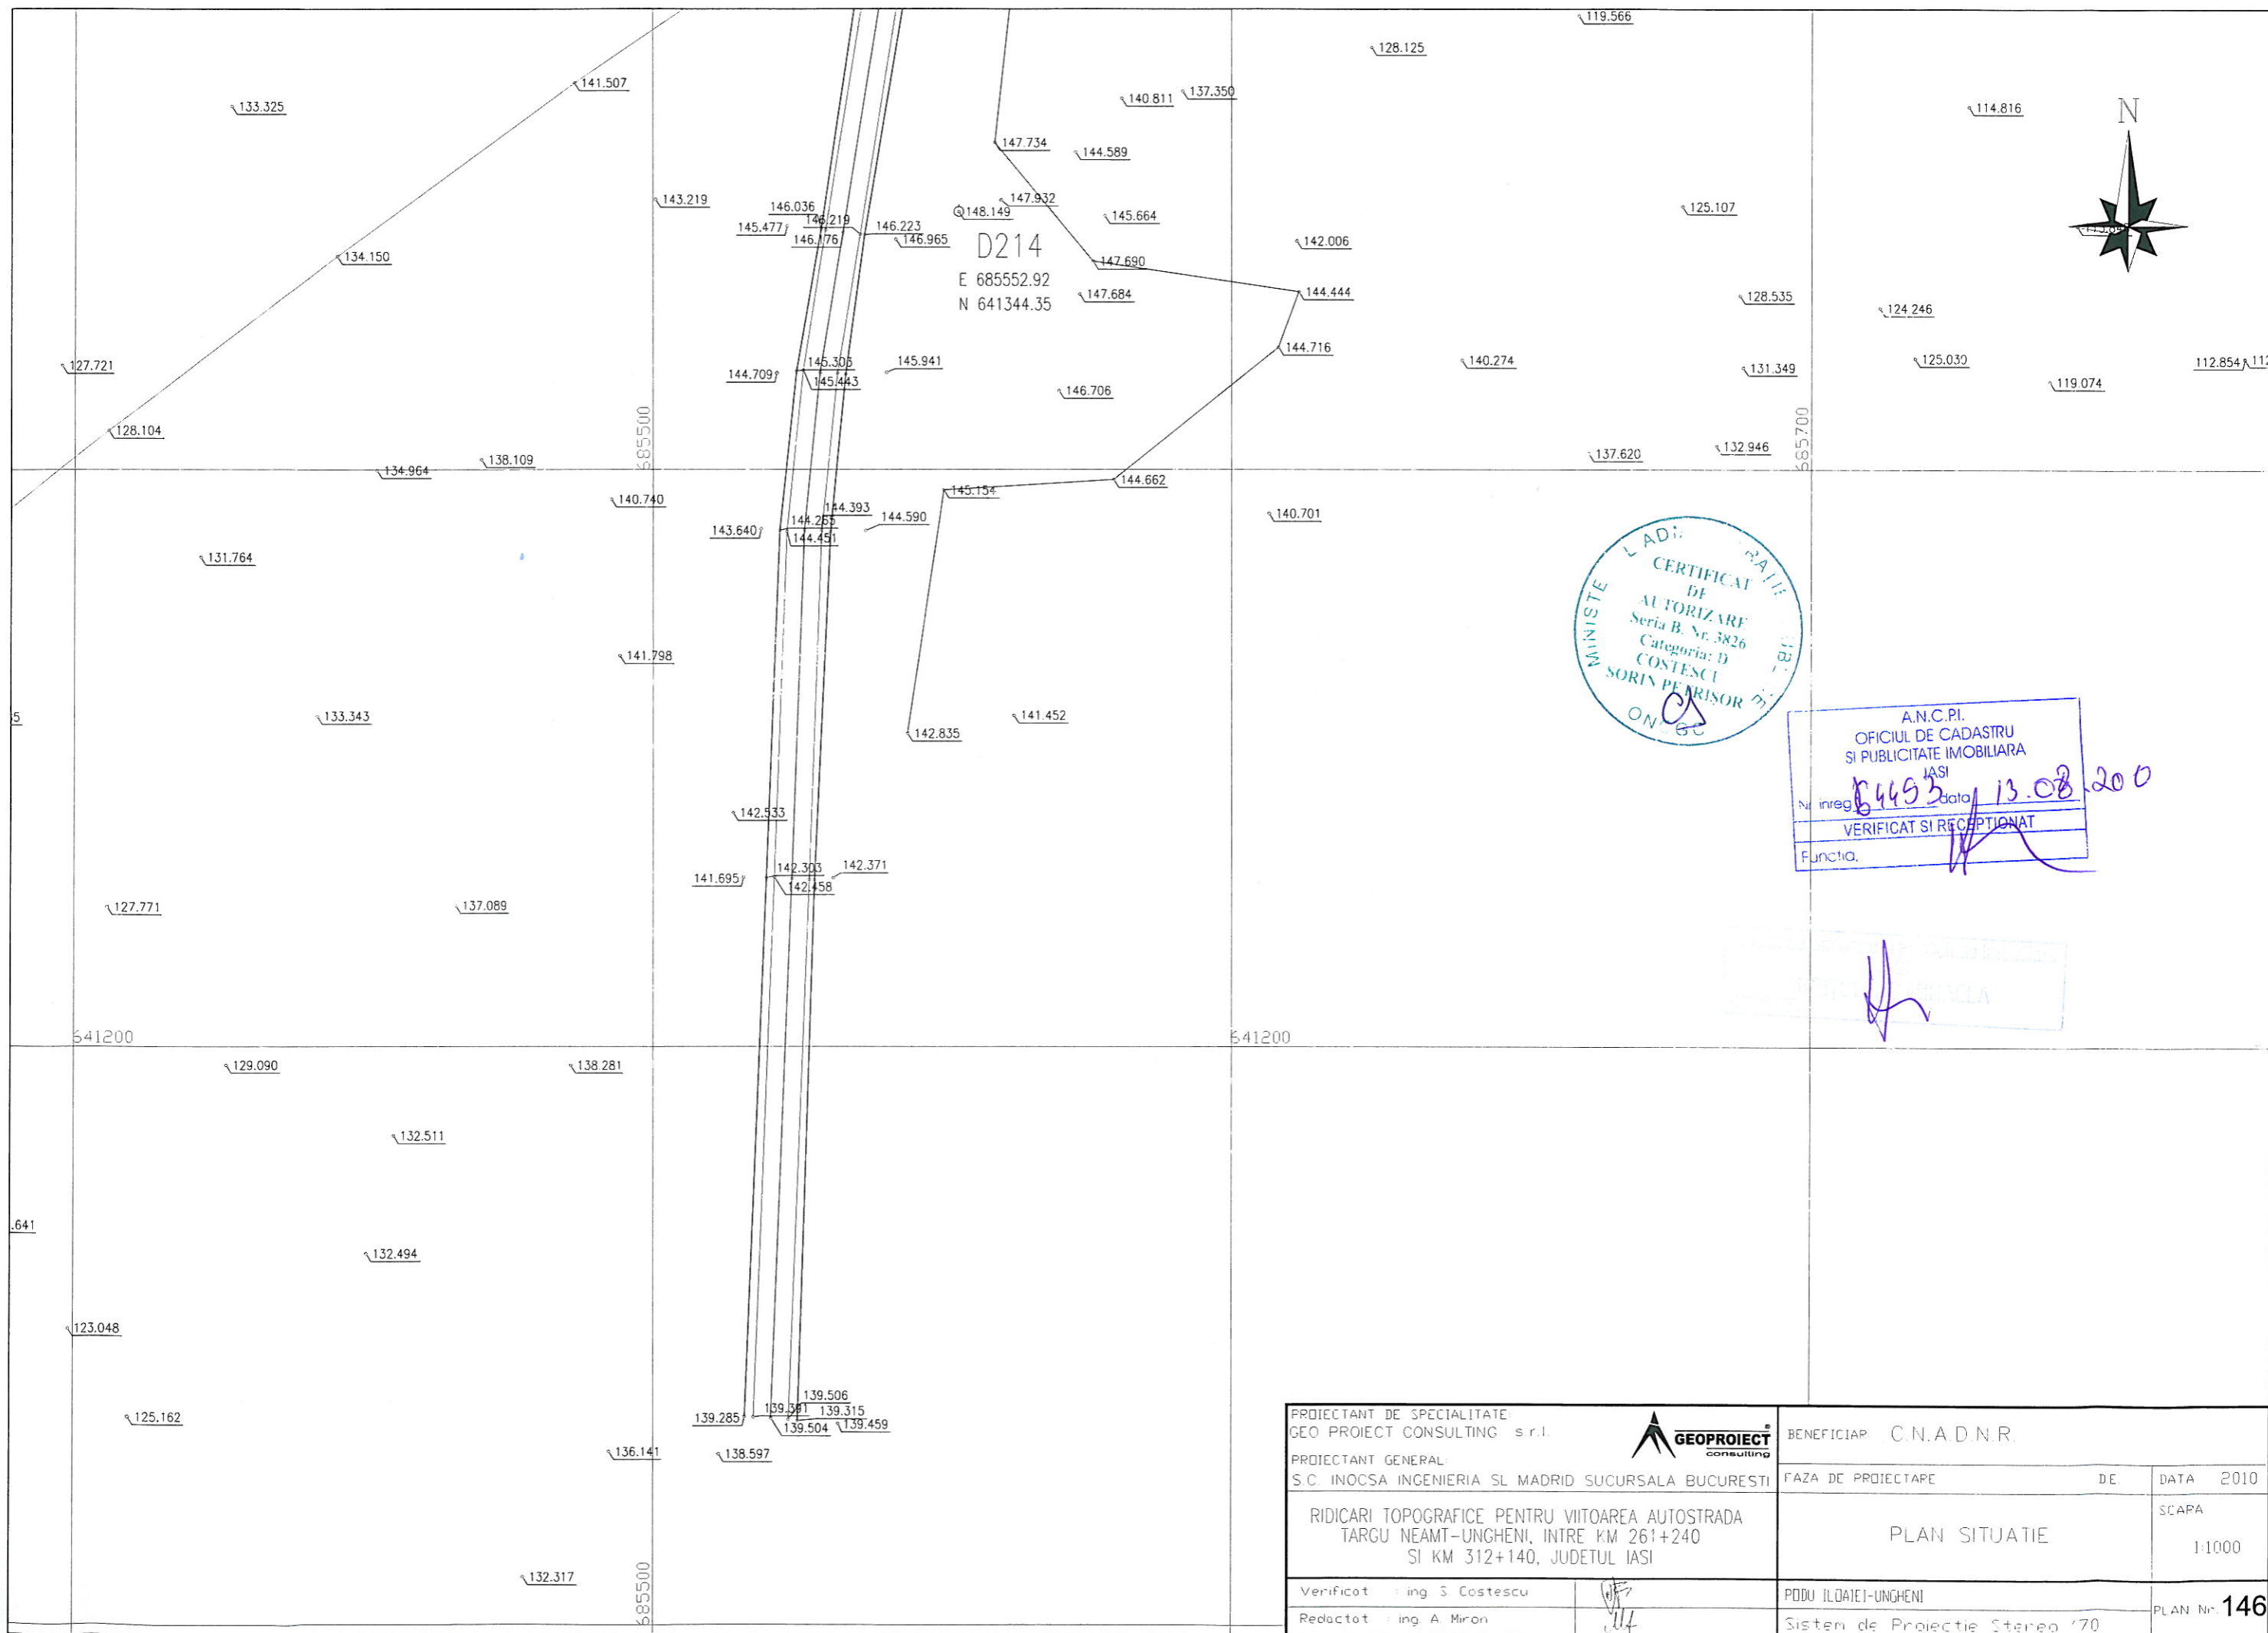 119.566
128.125
141.507
133.325
140.811
137.350
114.816
N
147.734
144.589
143.219
146.036
147.932
148.149
145.664
125.107
145.477
146.219
146.223
146.176
146.965
D214
142.006
134.150
147.690
E 685552.92
147.684
144.444
128.535
N 641344.35
124.246
144.716
127.721
145.303
145.941
140.274
125.030
144.709
145.443
131.349
112.854
112
119.074
146.706
128.104
685500
685700
138.109
134.964
137.620
132.946
144.662
145.154
140.740
144.393
144.590
140.701
143.640
144.265
144.451
131.764
CERTIFICAT
DE
AUTORIZARE
Seria B. Nr. 3826
Categoria: D
COSTESCU
SORIN PETRISOR
MINISTE
141.798
5
133.343
141.452
142.835
A.N.C.P.I.
OFICIUL DE CADASTRU
SI PUBLICITATE IMOBILIARA
IASI
Nr. inreg data 13.08.200
VERIFICAT SI RECEPTIONAT
Functia,
142.533
142.303
142.371
141.695
142.458
127.771
137.089
641200
641200
129.090
138.281
132.511
.641
132.494
123.048
125.162
139.506
139.285
139.391
139.315
139.504
139.459
136.141
138.597
132.317
685500
PROIECTANT DE SPECIALITATE:
GEO PROIECT CONSULTING s.r.l.
GEOPROIECT
consulting
PROIECTANT GENERAL
S.C. INOCSA INGENIERIA SL MADRID SUCURSALA BUCURESTI
RIDICARI TOPOGRAFICE PENTRU VIITOAREA AUTOSTRADA
TARGU NEAMT-UNGHENI, INTRE KM 261+240
SI KM 312+140, JUDETUL IASI
Verificat ing. S. Costescu
Redactat ing. A. Miron
BENEFICIAR C.N.A.D.N.R.
FAZA DE PROIECTARE D.E.
DATA 2010
PLAN SITUATIE
SCARA
1:1000
PODU ILOAIEI-UNGHENI
Sistem de Proiectie Stereo '70
PLAN Nr. 146